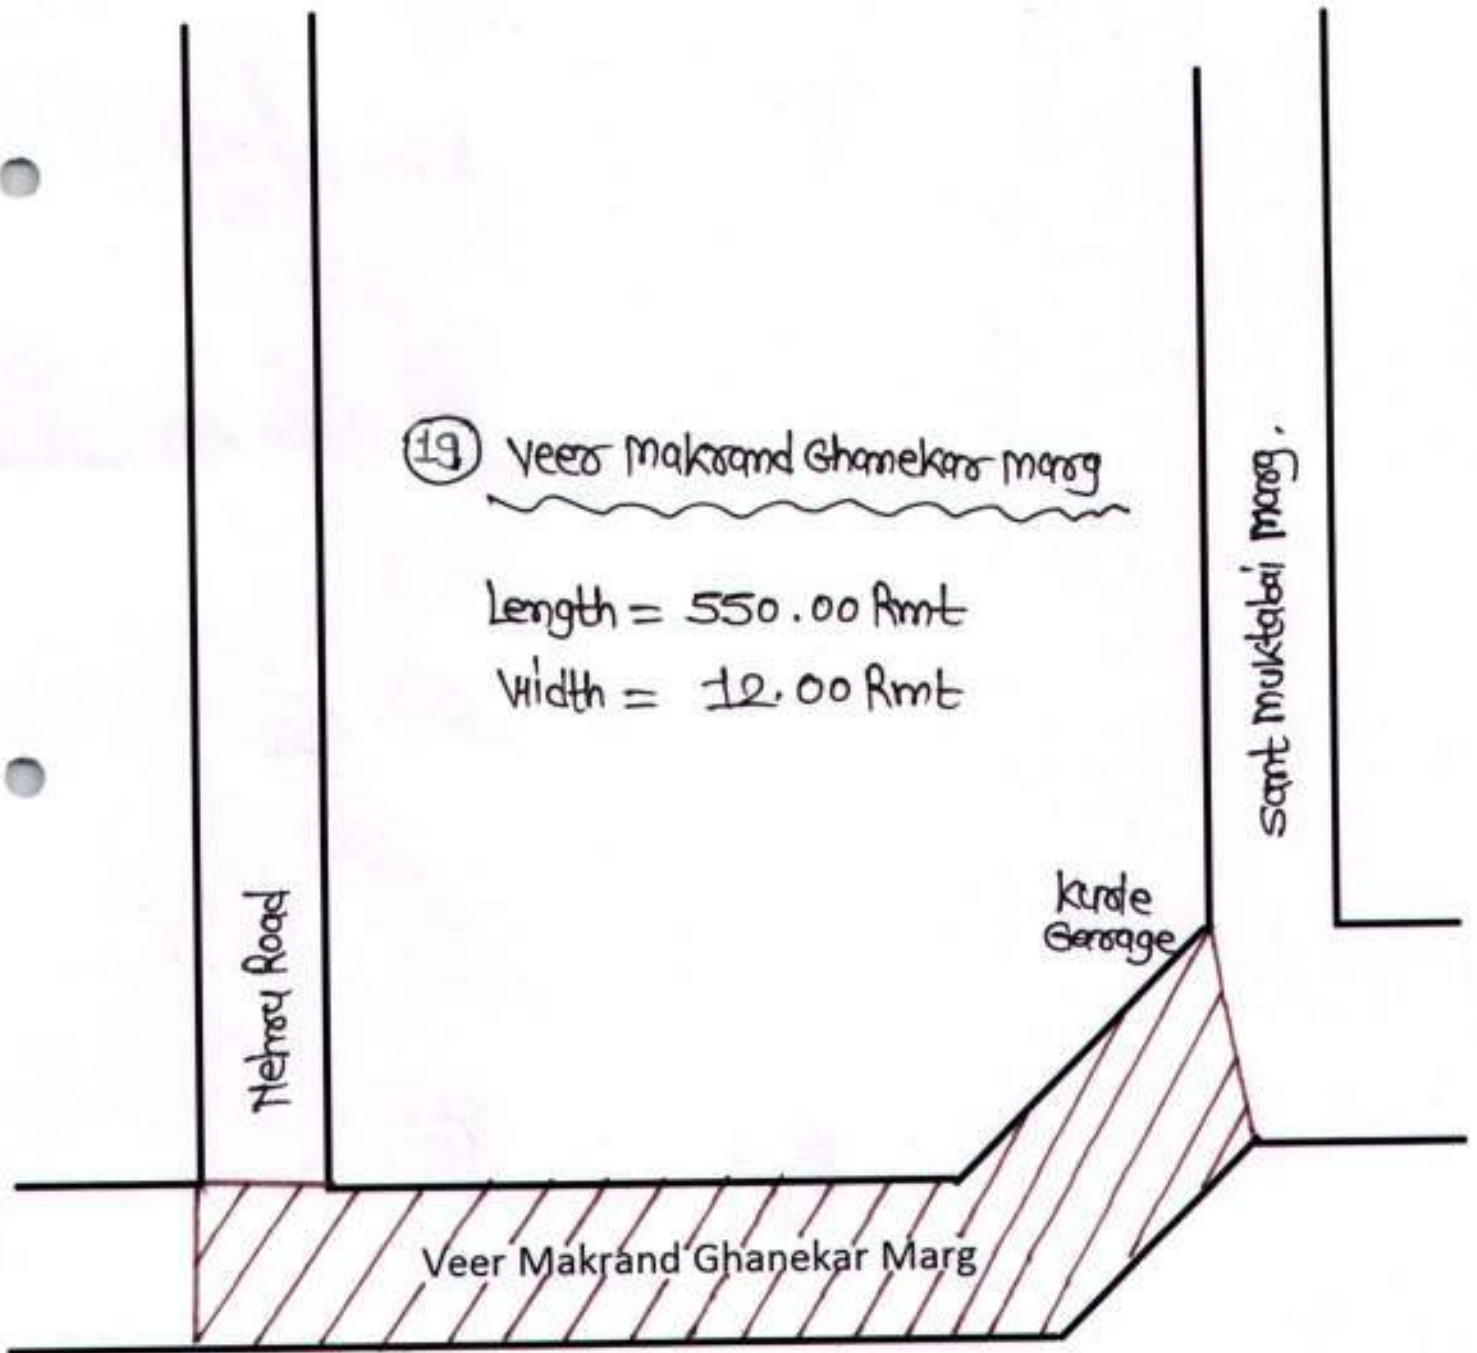 19 Veer Makrand Ghanekar marg
Length = 550.00 Rmt
Width = 12.00 Rmt
Sant muktabai marg.
Nehru Road
Garage
Veer Makrand Ghanekar Marg